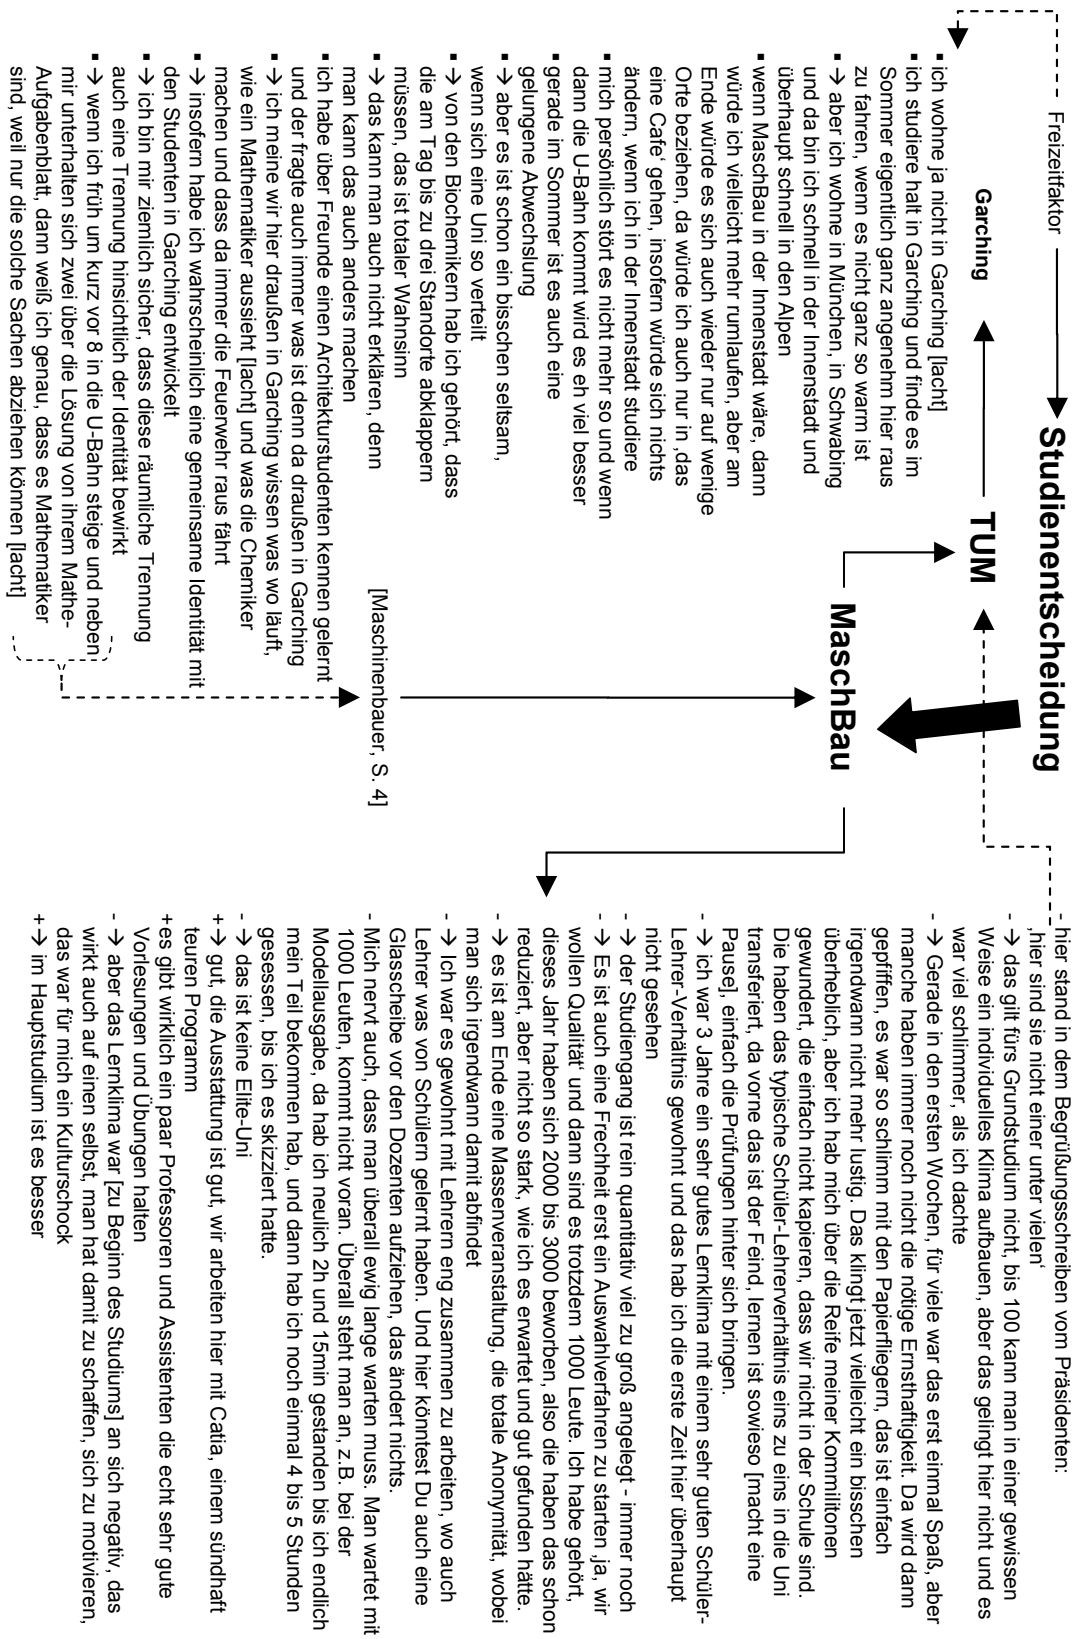 Freizeitfaktor
Studienentscheidung
Garching
TUM
MaschBau
[Maschinenbauer, S. 4]
▪ ich wohne ja nicht in Garching [lacht]
▪ ich studiere halt in Garching und finde es im
Sommer eigentlich ganz angenehm hier raus
zu fahren, wenn es nicht ganz so warm ist
▪ → aber ich wohne in München, in Schwabing
und da bin ich schnell in der Innenstadt und
überhaupt schnell in den Alpen
▪ wenn MaschBau in der Innenstadt wäre, dann
würde ich vielleicht mehr rumlaufen, aber am
Ende würde es sich auch wieder nur auf wenige
Orte beziehen, da würde ich auch nur in ‚das
eine Cafe‘ gehen, insofern würde sich nichts
ändern, wenn ich in der Innenstadt studiere
▪ mich persönlich stört es nicht mehr so und wenn
dann die U-Bahn kommt wird es eh viel besser
▪ gerade im Sommer ist es auch eine
gelungene Abwechslung
▪ → aber es ist schon ein bisschen seltsam,
wenn sich eine Uni so verteilt
▪ → von den Biochemikern hab ich gehört, dass
die am Tag bis zu drei Standorte abklappern
müssen, das ist totaler Wahnsinn
▪ → das kann man auch nicht erklären, denn
man kann das auch anders machen
▪ ich habe über Freunde einen Architekturstudenten kennen gelernt
und der fragte auch immer was ist denn da draußen in Garching
▪ → ich meine wir hier draußen in Garching wissen was wo läuft,
wie ein Mathematiker aussieht [lacht] und was die Chemiker
machen und dass da immer die Feuerwehr raus fährt
▪ → insofern habe ich wahrscheinlich eine gemeinsame Identität mit
den Studenten in Garching entwickelt
▪ → ich bin mir ziemlich sicher, dass diese räumliche Trennung
auch eine Trennung hinsichtlich der Identität bewirkt
▪ → wenn ich früh um kurz vor 8 in die U-Bahn steige und neben
mir unterhalten sich zwei über die Lösung von ihrem Mathe-
Aufgabenblatt, dann weiß ich genau, dass es Mathematiker
sind, weil nur die solche Sachen abziehen können [lacht]
- hier stand in dem Begrüßungsschreiben vom Präsidenten:
‚hier sind sie nicht einer unter vielen‘
- → das gilt fürs Grundstudium nicht, bis 100 kann man in einer gewissen
Weise ein individuelles Klima aufbauen, aber das gelingt hier nicht und es
war viel schlimmer, als ich dachte
- → Gerade in den ersten Wochen, für viele war das erst einmal Spaß, aber
manche haben immer noch nicht die nötige Ernsthaftigkeit. Da wird dann
gepfiffen, es war so schlimm mit den Papierfliegern, das ist einfach
irgendwann nicht mehr lustig. Das klingt jetzt vielleicht ein bisschen
überheblich, aber ich hab mich über die Reife meiner Kommilitonen
gewundert, die einfach nicht kapieren, dass wir nicht in der Schule sind.
Die haben das typische Schüler-Lehrerverhältnis eins zu eins in die Uni
transferiert, da vorne das ist der Feind, lernen ist sowieso [macht eine
Pause], einfach die Prüfungen hinter sich bringen.
- → ich war 3 Jahre ein sehr gutes Lernklima mit einem sehr guten Schüler-
Lehrer-Verhältnis gewohnt und das hab ich die erste Zeit hier überhaupt
nicht gesehen
- → der Studiengang ist rein quantitativ viel zu groß angelegt - immer noch
- → Es ist auch eine Frechheit erst ein Auswahlverfahren zu starten ‚ja, wir
wollen Qualität‘ und dann sind es trotzdem 1000 Leute. Ich habe gehört,
dieses Jahr haben sich 2000 bis 3000 beworben, also die haben das schon
reduziert, aber nicht so stark, wie ich es erwartet und gut gefunden hätte.
- → es ist am Ende eine Massenveranstaltung, die totale Anonymität, wobei
man sich irgendwann damit abfindet
- → Ich war es gewohnt mit Lehrern eng zusammen zu arbeiten, wo auch
Lehrer was von Schülern gelernt haben. Und hier könntest Du auch eine
Glasscheibe vor den Dozenten aufziehen, das ändert nichts.
- Mich nervt auch, dass man überall ewig lange warten muss. Man wartet mit
1000 Leuten, kommt nicht voran. Überall steht man an, z.B. bei der
Modellausgabe, da hab ich neulich 2h und 15min gestanden bis ich endlich
mein Teil bekommen hab, und dann hab ich noch einmal 4 bis 5 Stunden
gesessen, bis ich es skizziert hatte.
- → das ist keine Elite-Uni
+→ gut, die Ausstattung ist gut, wir arbeiten hier mit Catia, einem sündhaft
teuren Programm
+es gibt wirklich ein paar Professoren und Assistenten die echt sehr gute
Vorlesungen und Übungen halten
- → aber das Lernklima war [zu Beginn des Studiums] an sich negativ, das
wirkt auch auf einen selbst, man hat damit zu schaffen, sich zu motivieren,
das war für mich ein Kulturschock
+→ im Hauptstudium ist es besser